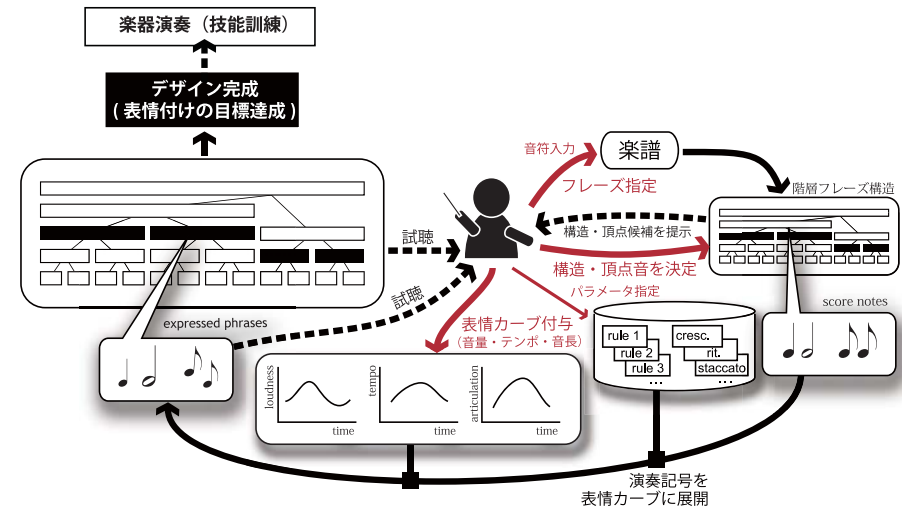 楽器演奏（技能訓練）
デザイン完成
( 表情付けの目標達成 )
音符入力
楽譜
フレーズ指定
階層フレーズ構造
試聴
構造・頂点候補を提示
構造・頂点音を決定
試聴
パラメータ指定
expressed phrases
表情カーブ付与
（音量・テンポ・音長）
score notes
rule 1
rule 2
rule 3
...
cresc.
rit.
staccato
...
loudness
time
tempo
time
articulation
time
演奏記号を
表情カーブに展開